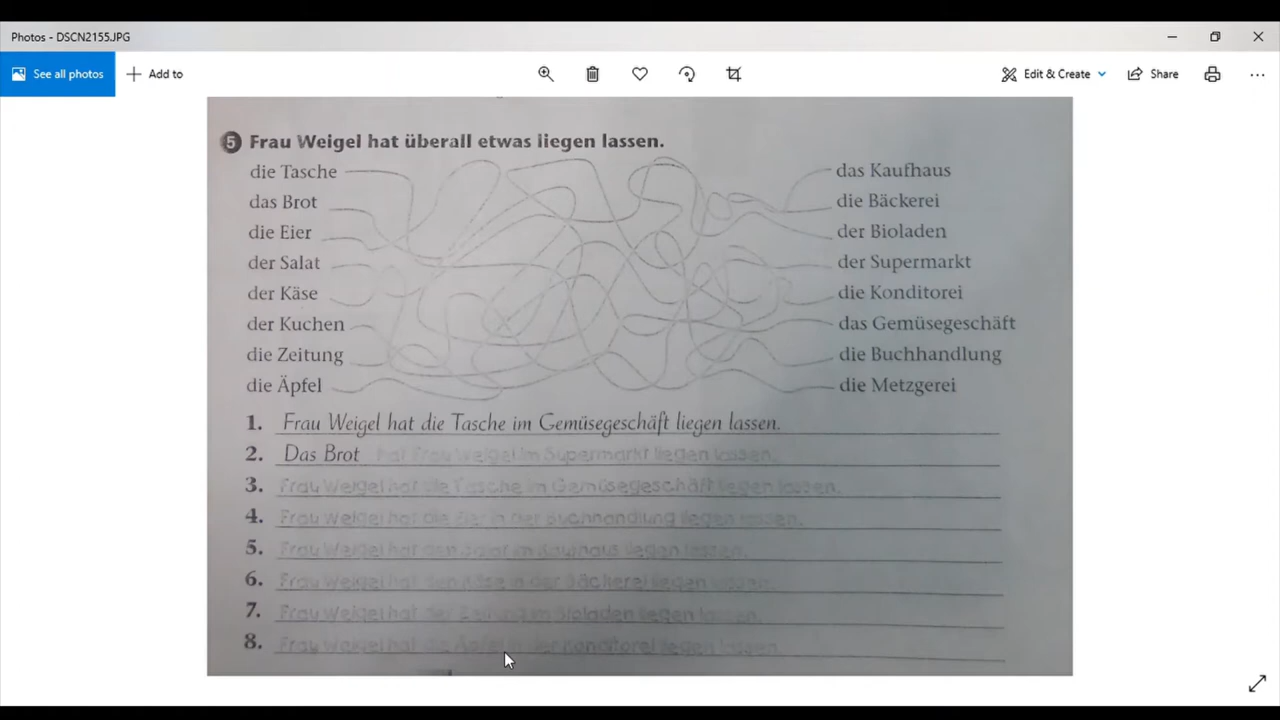 Photos - DSCN2155.JPG
See all photos
Add to
Edit & Create
Share
5 Frau Weigel hat überall etwas liegen lassen.
die Tasche das Kaufhaus
das Brot die Bäckerei
die Eier der Bioladen
der Salat der Supermarkt
der Käse die Konditorei
der Kuchen das Gemüsegeschäft
die Zeitung die Buchhandlung
die Äpfel die Metzgerei
1. Frau Weigel hat die Tasche im Gemüsegeschäft liegen lassen.
2. Das Brot hat Frau Weigel im Supermarkt liegen lassen.
3. Frau Weigel hat die Tasche im Gemüsegeschäft liegen lassen.
4. Frau Weigel hat die Eier in der Buchhandlung liegen lassen.
5. Frau Weigel hat den Salat im Kaufhaus liegen lassen.
6. Frau Weigel hat den Käse in der Bäckerei liegen lassen.
7. Frau Weigel hat der Zeitung im Bioladen liegen lassen.
8. Frau Weigel hat die Äpfel in der Konditorei liegen lassen.